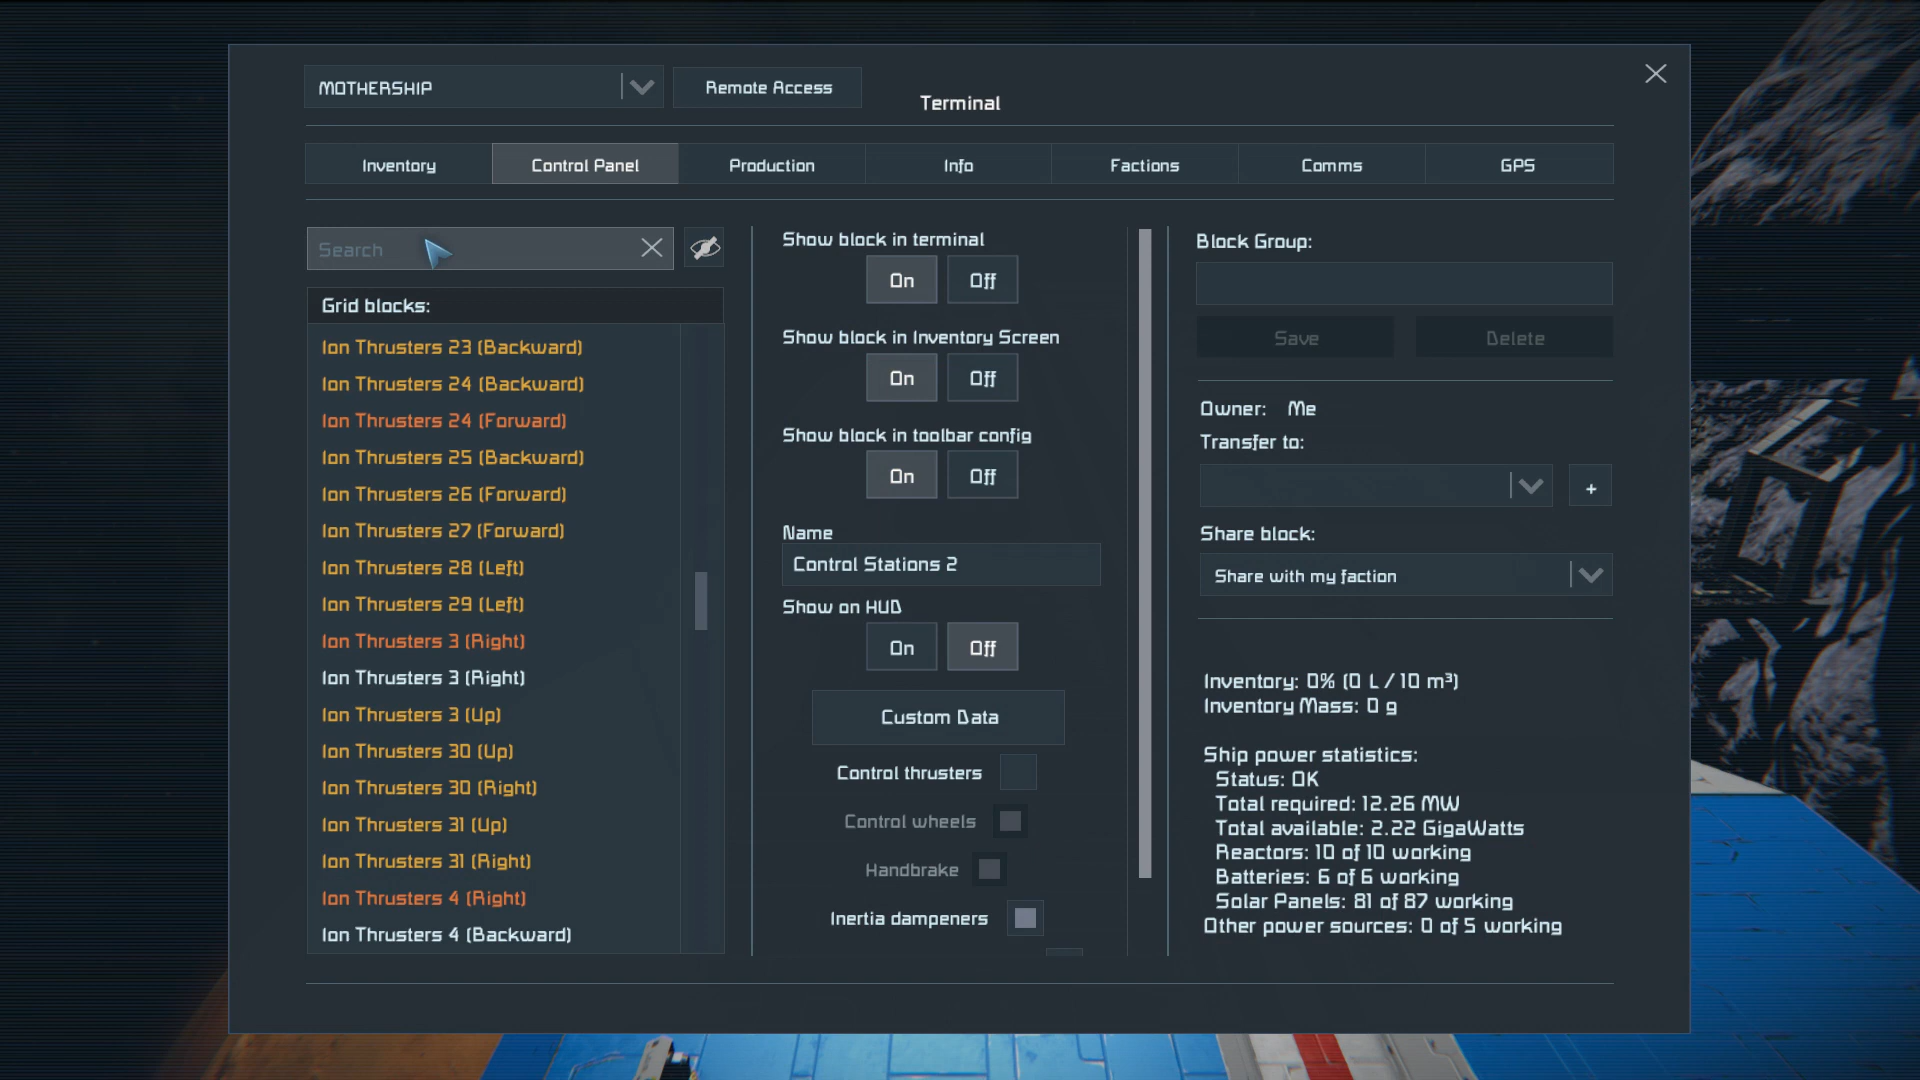 MOTHERSHIP
Remote Access
Terminal
Inventory
Control Panel
Production
Info
Factions
Comms
GPS
Search
Grid blocks:
Ion Thrusters 23 (Backward)
Ion Thrusters 24 (Backward)
Ion Thrusters 24 (Forward)
Ion Thrusters 25 (Backward)
Ion Thrusters 26 (Forward)
Ion Thrusters 27 (Forward)
Ion Thrusters 28 (Left)
Ion Thrusters 29 (Left)
Ion Thrusters 3 (Right)
Ion Thrusters 3 (Right)
Ion Thrusters 3 (Up)
Ion Thrusters 30 (Up)
Ion Thrusters 30 (Right)
Ion Thrusters 31 (Up)
Ion Thrusters 31 (Right)
Ion Thrusters 4 (Right)
Ion Thrusters 4 (Backward)
Show block in terminal
On Off
Show block in Inventory Screen
On Off
Show block in toolbar config
On Off
Name
Control Stations 2
Show on HUD
On Off
Custom Data
Control thrusters
Control wheels
Handbrake
Inertia dampeners
Block Group:
Save Delete
Owner: Me
Transfer to:
+
Share block:
Share with my faction
Inventory: 0% (0 L / 10 m³)
Inventory Mass: 0 g
Ship power statistics:
Status: OK
Total required: 12.26 MW
Total available: 2.22 GigaWatts
Reactors: 10 of 10 working
Batteries: 6 of 6 working
Solar Panels: 81 of 87 working
Other power sources: 0 of 5 working